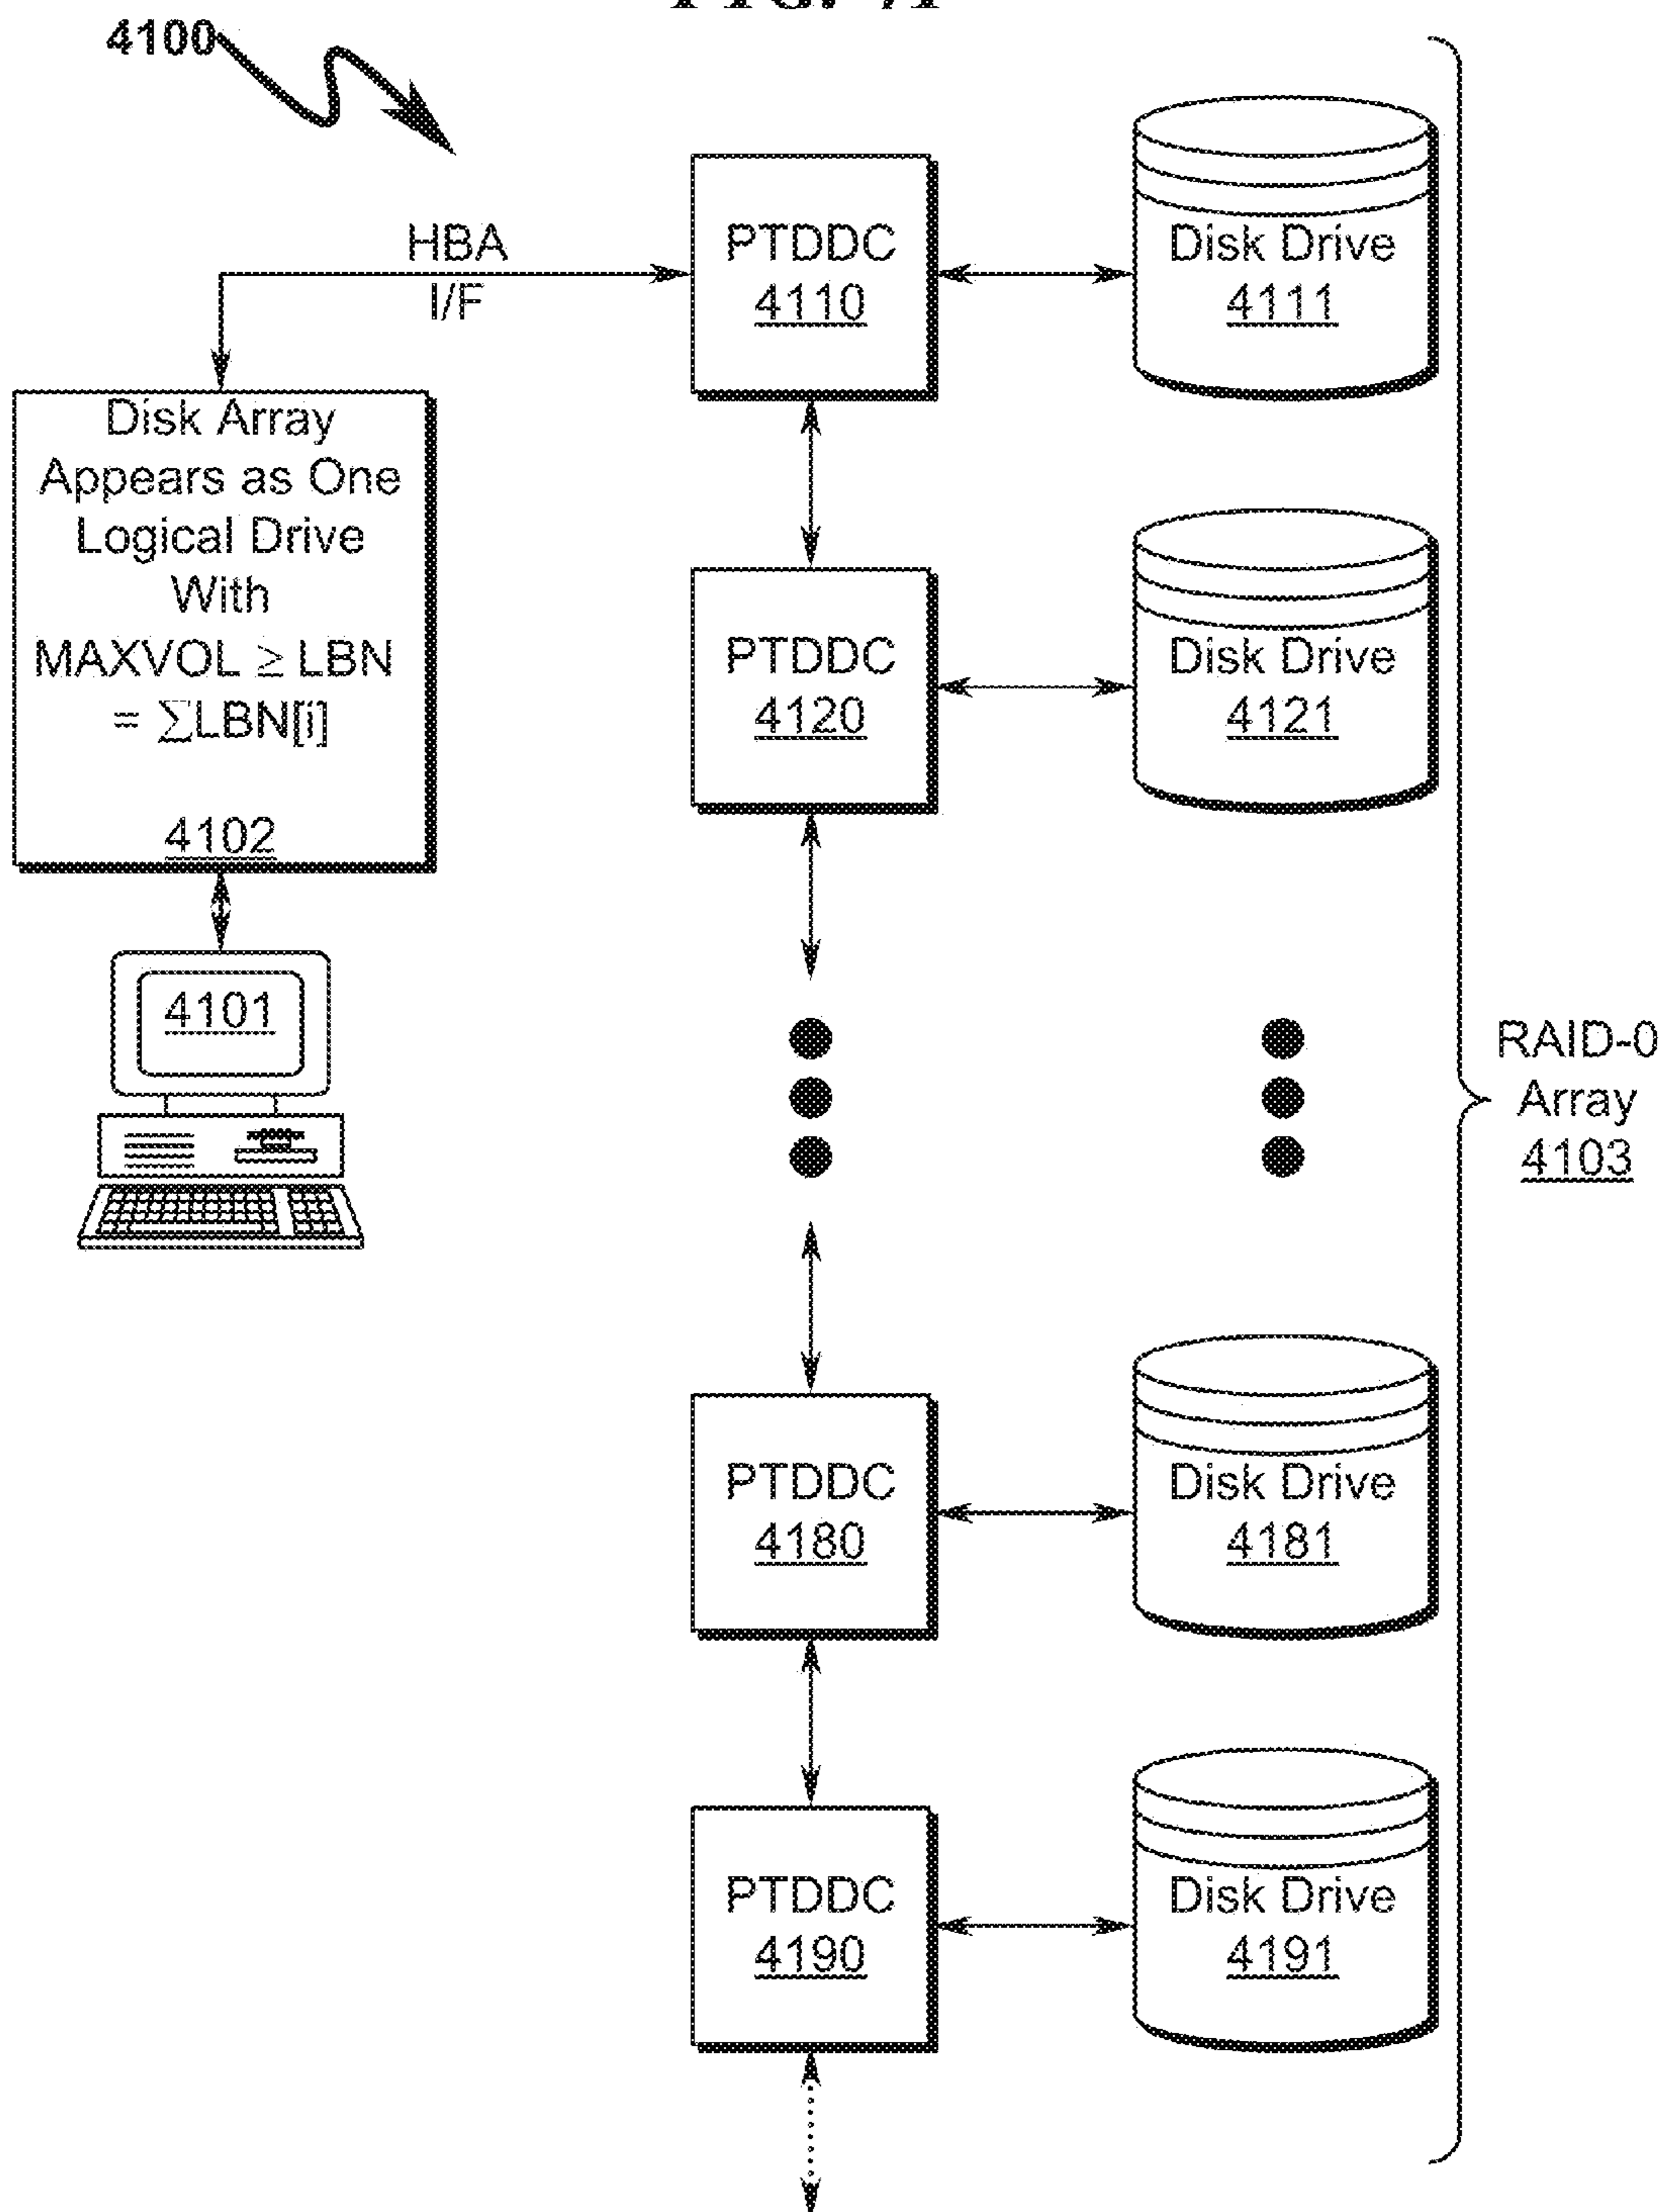 4100
HBA
I/F
PTDDC
4110
Disk Drive
4111
Disk Array
Appears as One
Logical Drive
With
MAXVOL ≥ LBN
= ∑LBN[i]
4102
PTDDC
4120
Disk Drive
4121
4101
RAID-0
Array
4103
PTDDC
4180
Disk Drive
4181
PTDDC
4190
Disk Drive
4191